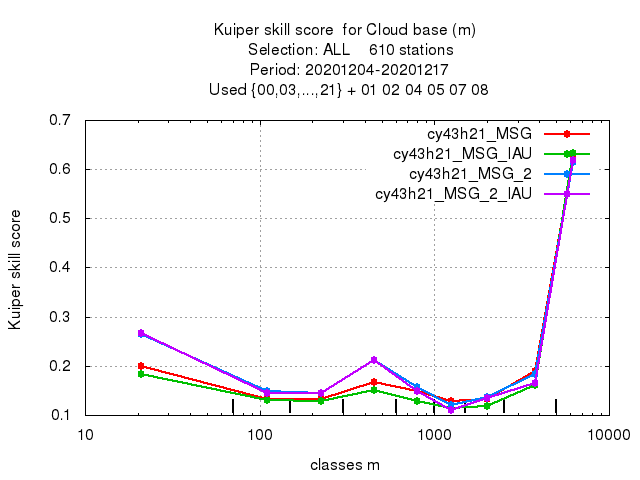 Kuiper skill score  for Cloud base (m)
Selection: ALL    610 stations
Period: 20201204-20201217
Used {00,03,...,21} + 01 02 04 05 07 08
Kuiper skill score
0.7
0.6
0.5
0.4
0.3
0.2
0.1
cy43h21_MSG
cy43h21_MSG_IAU
cy43h21_MSG_2
cy43h21_MSG_2_IAU
10 100 1000 10000
classes m